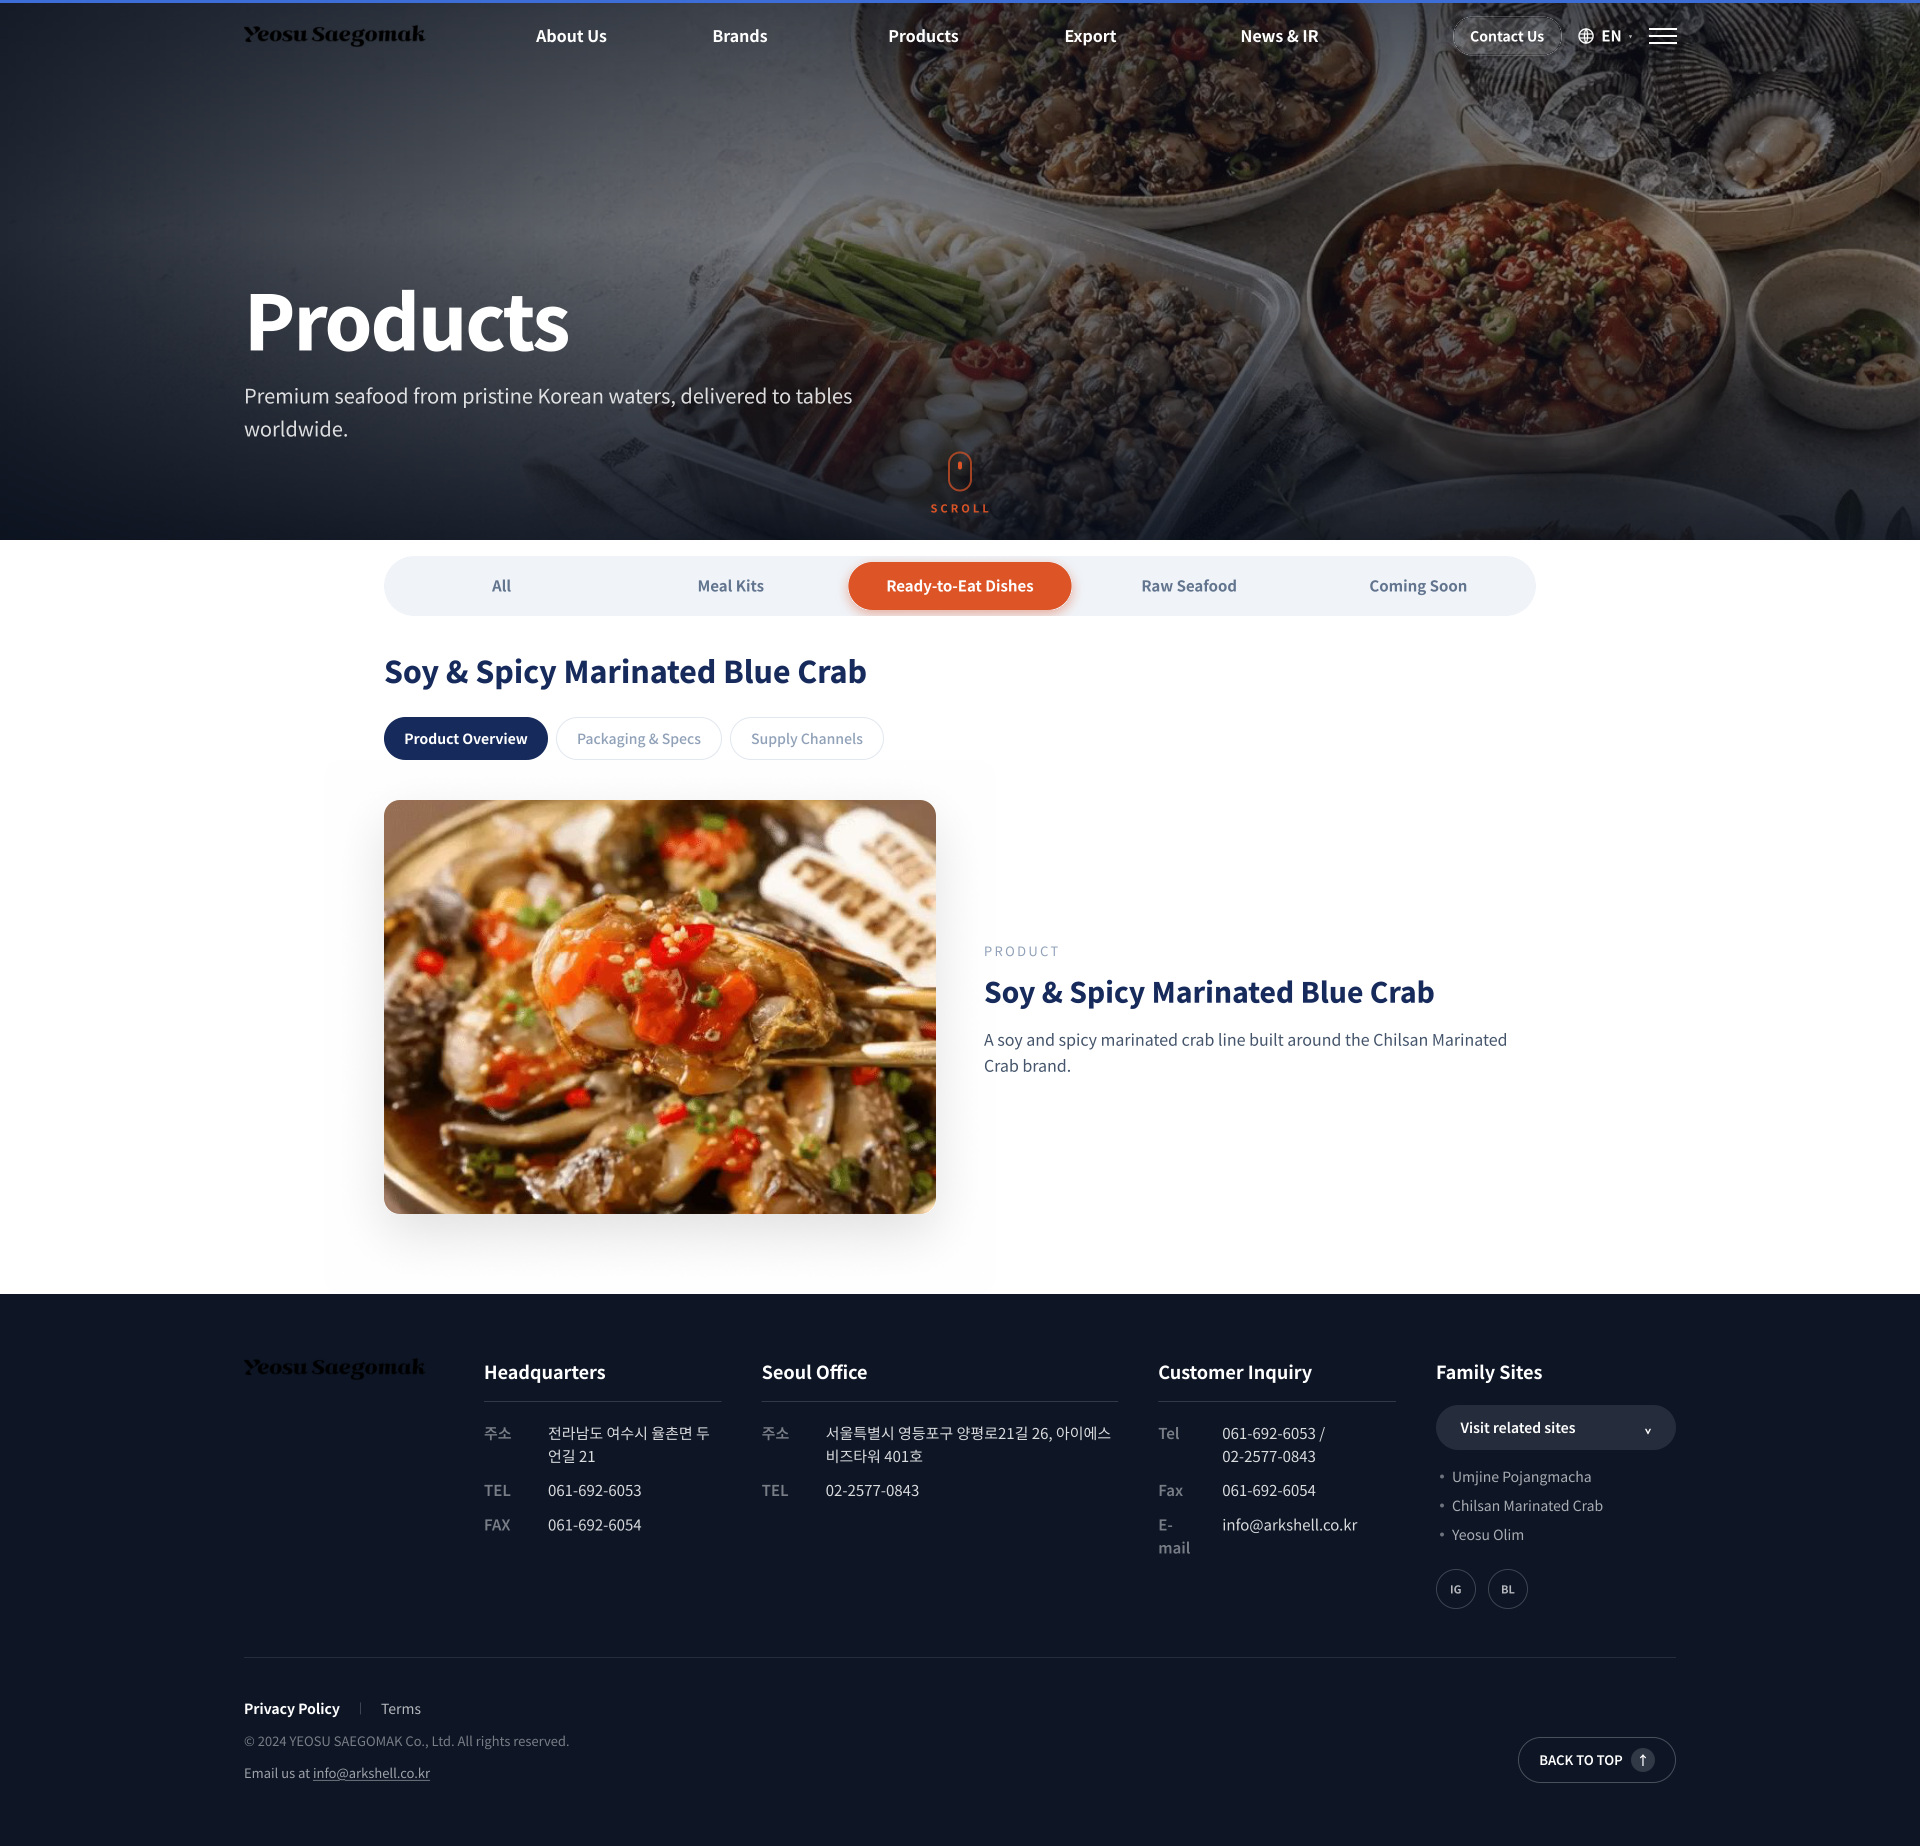 Yeosu Saegomak
About Us
Brands
Products
Export
News & IR
Contact Us
EN
Products
Premium seafood from pristine Korean waters, delivered to tables
worldwide.
SCROLL
All
Meal Kits
Ready-to-Eat Dishes
Raw Seafood
Coming Soon
Soy & Spicy Marinated Blue Crab
Product Overview
Packaging & Specs
Supply Channels
PRODUCT
Soy & Spicy Marinated Blue Crab
A soy and spicy marinated crab line built around the Chilsan Marinated
Crab brand.
Yeosu Saegomak
Headquarters
주소
전라남도 여수시 율촌면 두
언길 21
TEL
061-692-6053
FAX
061-692-6054
Seoul Office
주소
서울특별시 영등포구 양평로21길 26, 아이에스
비즈타워 401호
TEL
02-2577-0843
Customer Inquiry
Tel
061-692-6053 /
02-2577-0843
Fax
061-692-6054
E-
mail
info@arkshell.co.kr
Family Sites
Visit related sites
• Umjine Pojangmacha
• Chilsan Marinated Crab
• Yeosu Olim
IG
BL
Privacy Policy
Terms
© 2024 YEOSU SAEGOMAK Co., Ltd. All rights reserved.
Email us at info@arkshell.co.kr
BACK TO TOP ↑